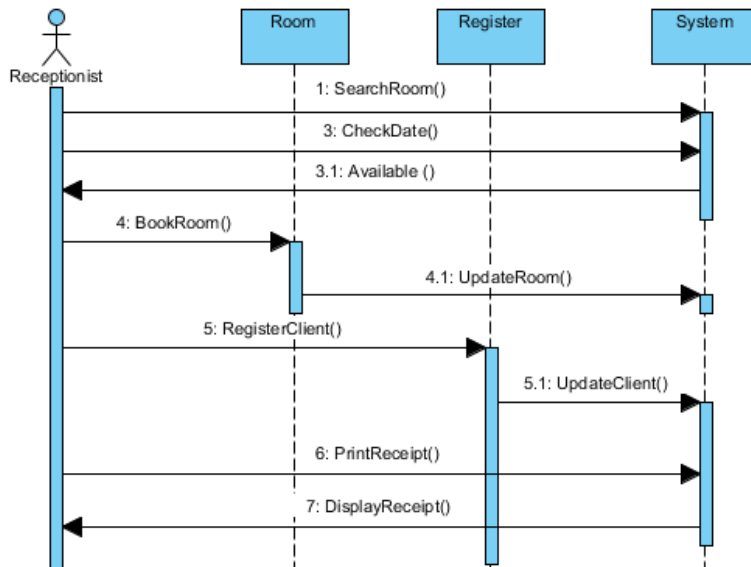 Room
Register
System
Receptionist
1: SearchRoom()
3: CheckDate()
3.1: Available ()
4: BookRoom()
4.1: UpdateRoom()
5: RegisterClient()
5.1: UpdateClient()
6: PrintReceipt()
7: DisplayReceipt()